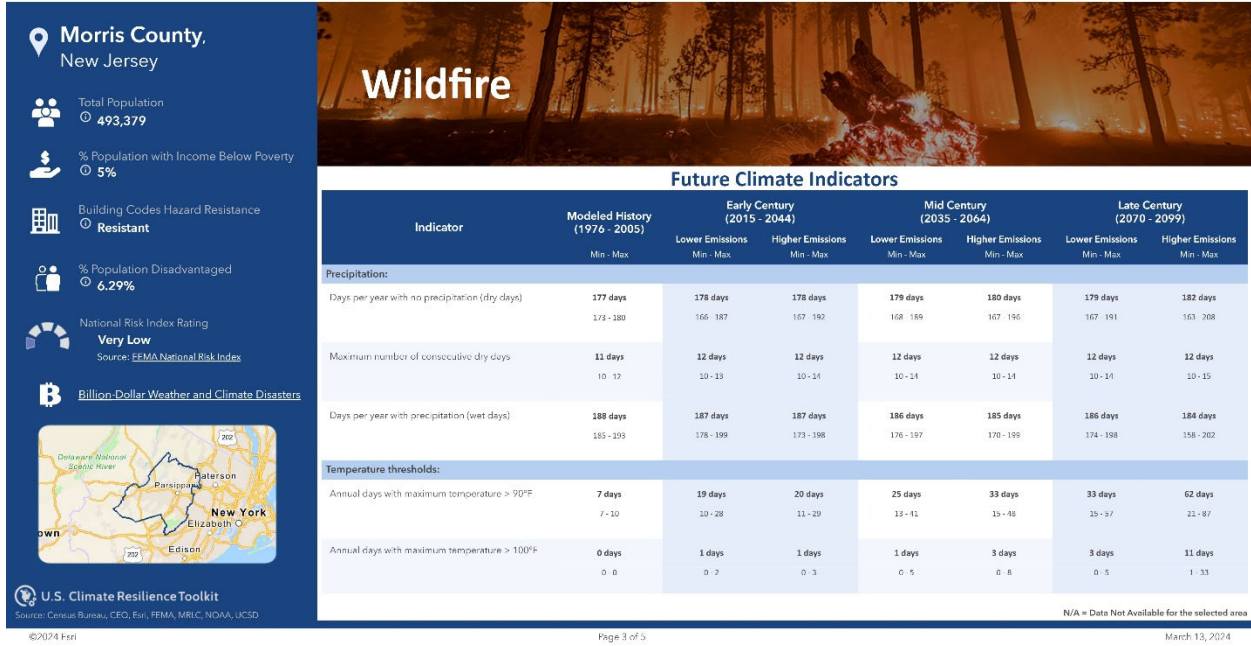 Morris County,
New Jersey
Total Population
493,379
% Population with Income Below Poverty
5%
Building Codes Hazard Resistance
Resistant
% Population Disadvantaged
6.29%
National Risk Index Rating
Very Low
Source: FEMA National Risk Index
Billion-Dollar Weather and Climate Disasters
202
Delaware National
Scenic River
Paterson
Parsippany
New York
Elizabeth
own
202
Edison
U.S. Climate Resilience Toolkit
Source: Census Bureau, CEQ, Esri, FEMA, MRLC, NOAA, UCSD
Wildfire
Future Climate Indicators
Indicator Modeled History (1976 - 2005) Early Century (2015 - 2044) Mid Century (2035 - 2064) Late Century (2070 - 2099)
Lower Emissions Higher Emissions Lower Emissions Higher Emissions Lower Emissions Higher Emissions
Min - Max Min - Max Min - Max Min - Max Min - Max Min - Max Min - Max
Precipitation:
Days per year with no precipitation (dry days) 177 days 178 days 178 days 179 days 180 days 179 days 182 days
173 - 180 166 - 187 167 - 192 168 - 189 167 - 196 167 - 191 163 - 208
Maximum number of consecutive dry days 11 days 12 days 12 days 12 days 12 days 12 days 12 days
10 - 12 10 - 13 10 - 14 10 - 14 10 - 14 10 - 14 10 - 15
Days per year with precipitation (wet days) 188 days 187 days 187 days 186 days 185 days 186 days 184 days
185 - 193 178 - 199 173 - 198 176 - 197 170 - 199 174 - 198 158 - 202
Temperature thresholds:
Annual days with maximum temperature > 90°F 7 days 19 days 20 days 25 days 33 days 33 days 62 days
7 - 10 10 - 28 11 - 29 13 - 41 15 - 48 15 - 57 21 - 87
Annual days with maximum temperature > 100°F 0 days 1 days 1 days 1 days 3 days 3 days 11 days
0 - 0 0 - 2 0 - 3 0 - 5 0 - 8 0 - 5 1 - 33
N/A = Data Not Available for the selected area
©2024 Esri Page 3 of 5 March 13, 2024